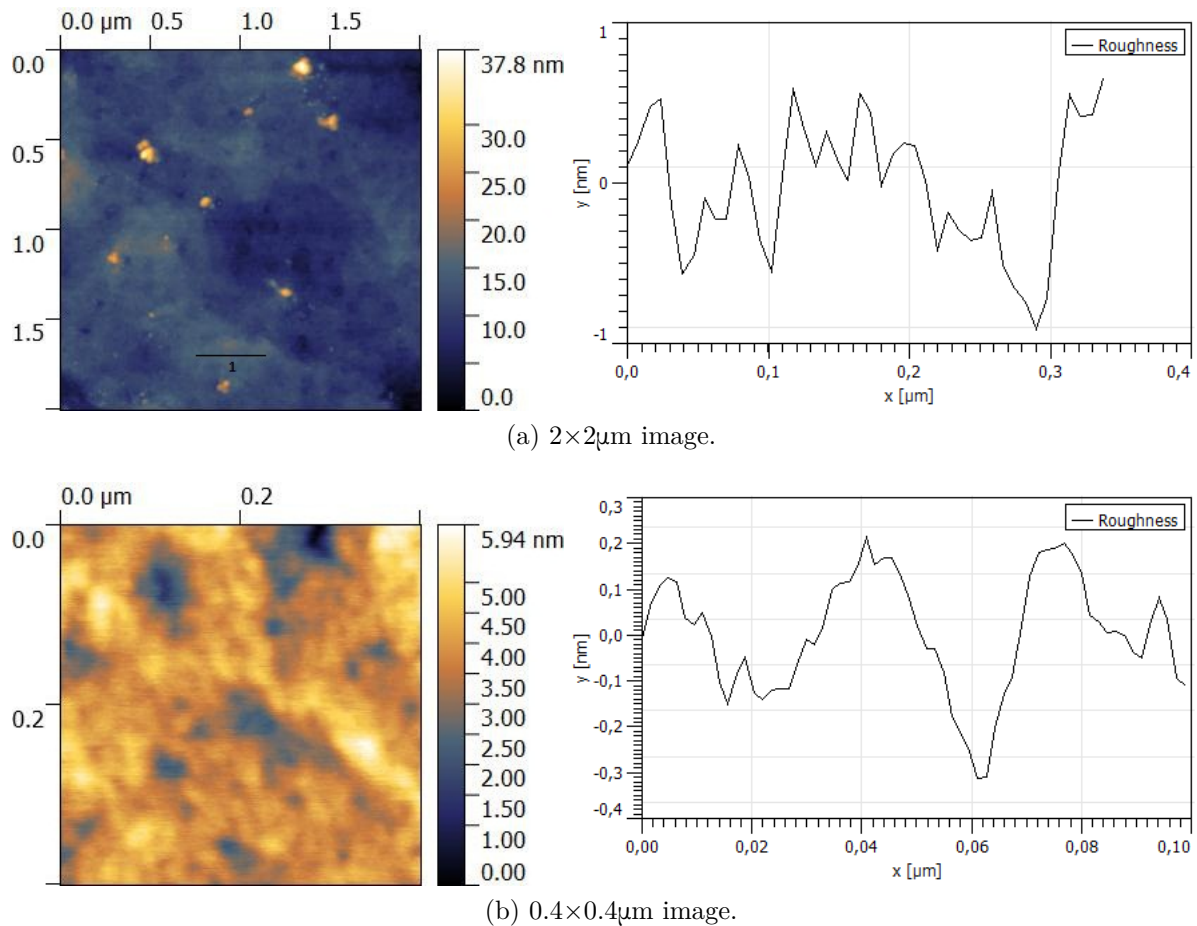 0.0 µm 0.5 1.0 1.5
0.0
0.5
1.0
1.5
1
37.8 nm
30.0
25.0
20.0
15.0
10.0
0.0
1
0
-1
y [nm]
Roughness
0,0 0,1 0,2 0,3 0,4
x [µm]
(a) 2×2µm image.
0.0 µm 0.2
0.0
0.2
5.94 nm
5.00
4.50
4.00
3.50
3.00
2.50
2.00
1.50
1.00
0.00
0,3
0,2
0,1
0,0
-0,1
-0,2
-0,3
-0,4
y [nm]
Roughness
0,00 0,02 0,04 0,06 0,08 0,10
x [µm]
(b) 0.4×0.4µm image.